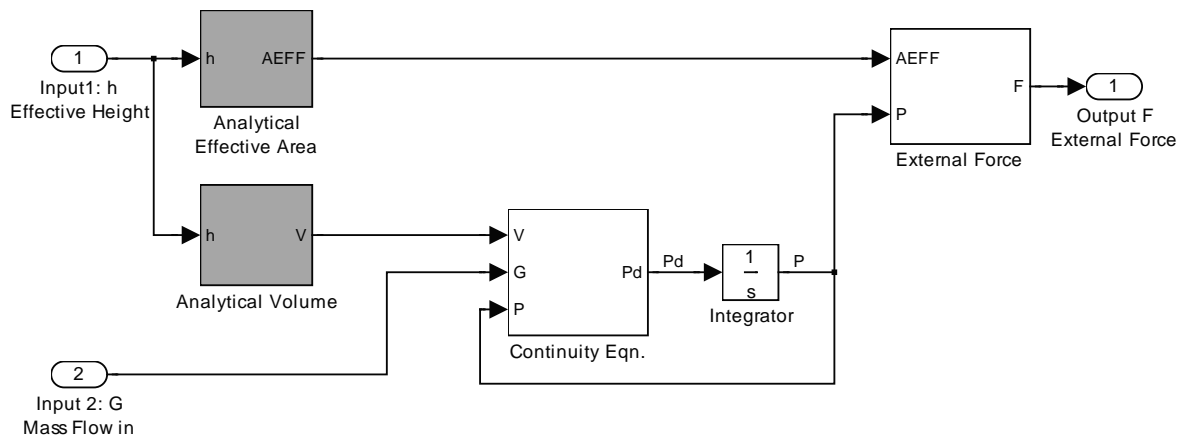 1
Input1: h
Effective Height
h
AEFF
Analytical
Effective Area
AEFF
P
F
External Force
1
Output F
External Force
h
V
Analytical Volume
V
G
P
Pd
Continuity Eqn.
Pd
1
s
Integrator
P
2
Input 2: G
Mass Flow in